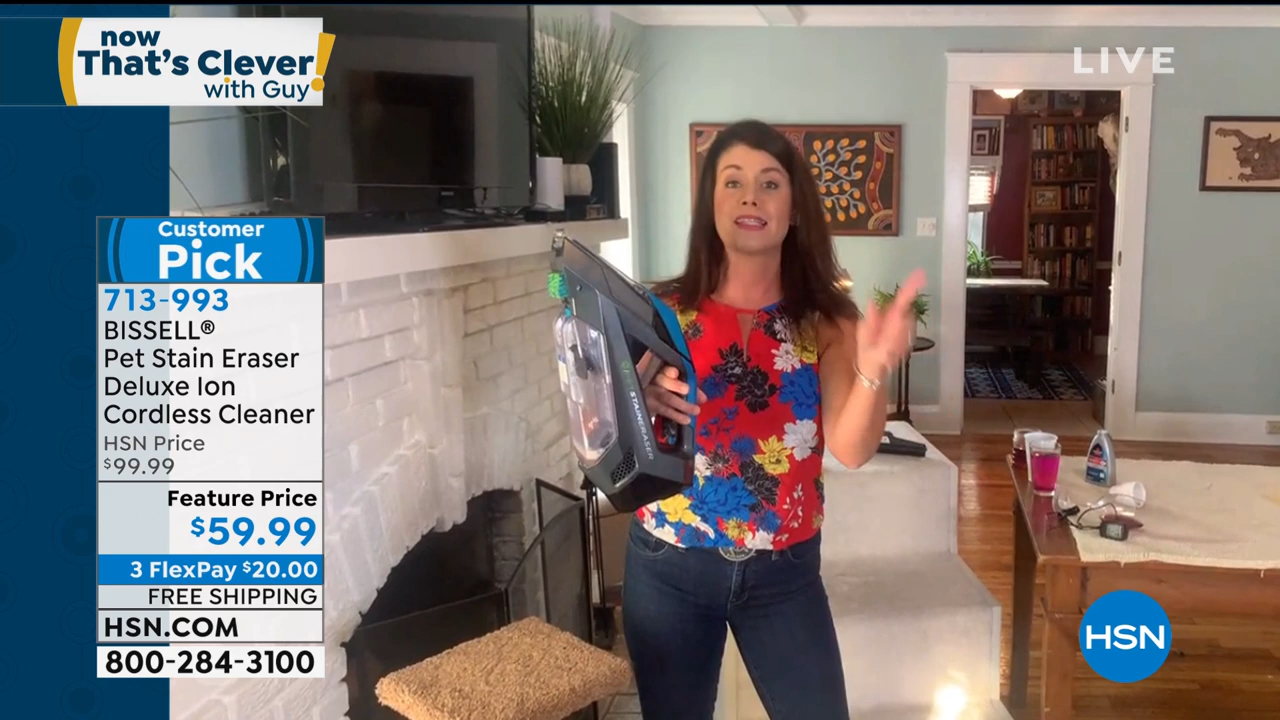 now
That's Clever!
with Guy
LIVE
Customer
Pick
713-993
BISSELL®
Pet Stain Eraser
Deluxe Ion
Cordless Cleaner
HSN Price
$99.99
Feature Price
$59.99
3 FlexPay $20.00
FREE SHIPPING
HSN.COM
800-284-3100
STAINERASER
HSN